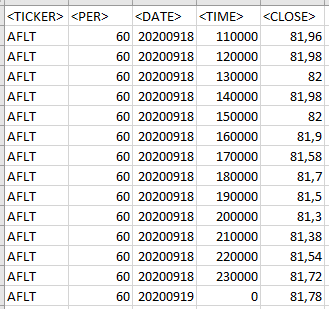 <TICKER> <PER> <DATE> <TIME> <CLOSE>
AFLT 60 20200918 110000 81,96
AFLT 60 20200918 120000 81,98
AFLT 60 20200918 130000 82
AFLT 60 20200918 140000 81,98
AFLT 60 20200918 150000 82
AFLT 60 20200918 160000 81,9
AFLT 60 20200918 170000 81,58
AFLT 60 20200918 180000 81,7
AFLT 60 20200918 190000 81,5
AFLT 60 20200918 200000 81,3
AFLT 60 20200918 210000 81,38
AFLT 60 20200918 220000 81,54
AFLT 60 20200918 230000 81,72
AFLT 60 20200919 0 81,78